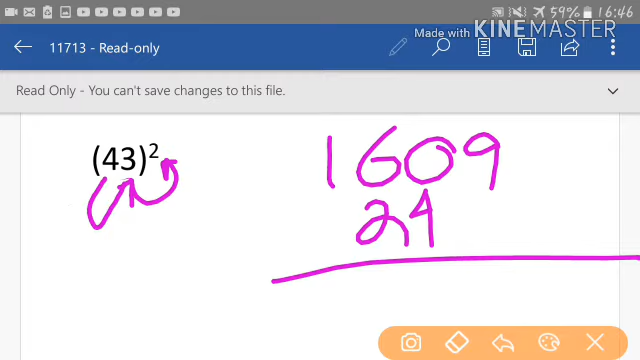 59% 16:46
Made with KINEMASTER
11713 - Read-only
Read Only - You can't save changes to this file.
(43)² 1609
24